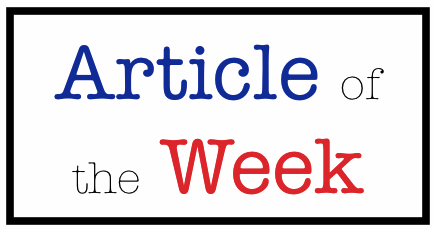 Article of
the Week